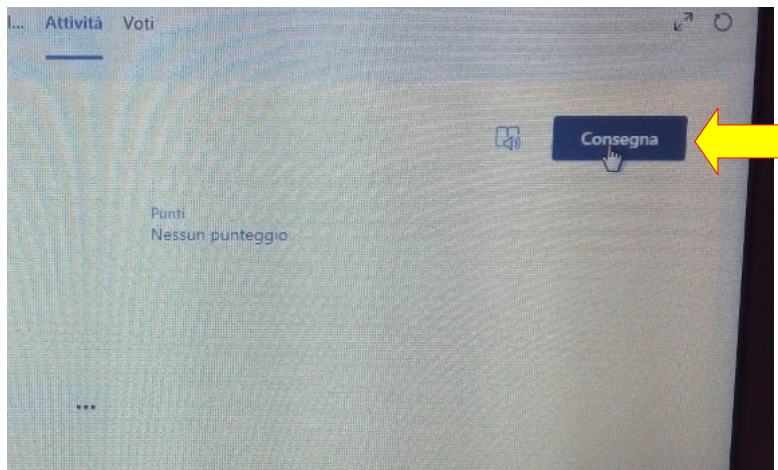 l... Attività Voti
Consegna
Punti
Nessun punteggio
...